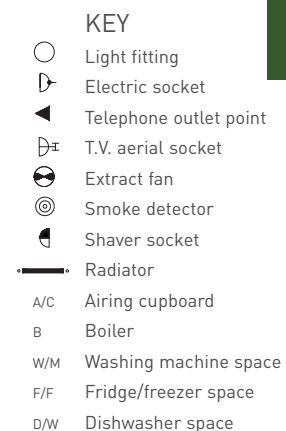 KEY
Light fitting
Electric socket
Telephone outlet point
T.V. aerial socket
Extract fan
Smoke detector
Shaver socket
Radiator
A/C Airing cupboard
B Boiler
W/M Washing machine space
F/F Fridge/freezer space
D/W Dishwasher space